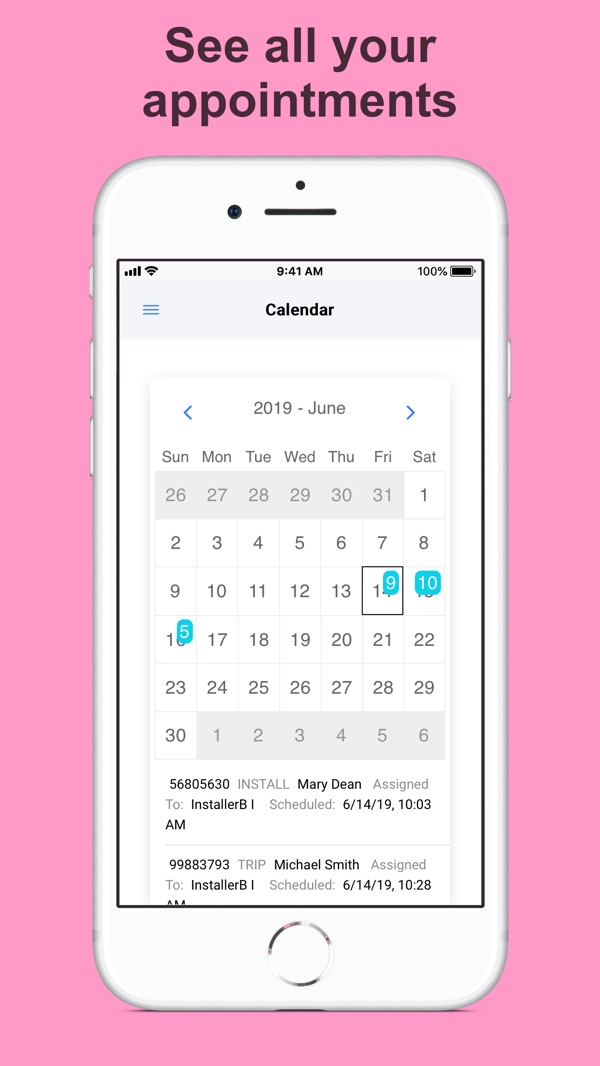 See all your
appointments
9:41 AM 100%
Calendar
2019 - June
Sun Mon Tue Wed Thu Fri Sat
26 27 28 29 30 31 1
2 3 4 5 6 7 8
9 10 11 12 13 14 9 15 10
16 5 17 18 19 20 21 22
23 24 25 26 27 28 29
30 1 2 3 4 5 6
56805630 INSTALL Mary Dean Assigned
To: InstallerB I Scheduled: 6/14/19, 10:03
AM
99883793 TRIP Michael Smith Assigned
To: InstallerB I Scheduled: 6/14/19, 10:28
AM